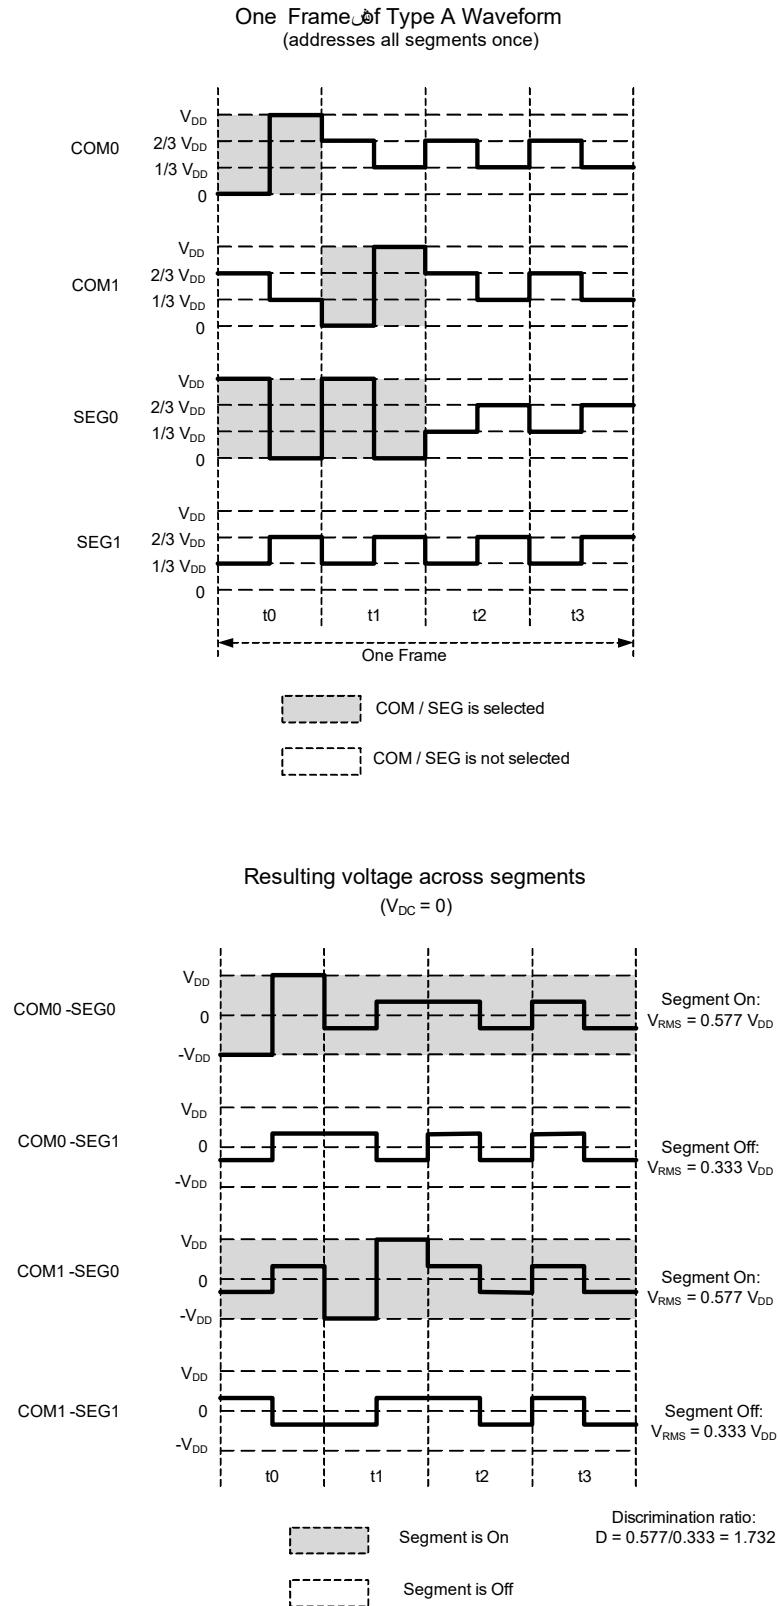 One Frame of Type A Waveform
(addresses all segments once)
COM0
VDD
2/3 VDD
1/3 VDD
0
COM1
VDD
2/3 VDD
1/3 VDD
0
SEG0
VDD
2/3 VDD
1/3 VDD
0
SEG1
VDD
2/3 VDD
1/3 VDD
0
t0 t1 t2 t3
One Frame
COM / SEG is selected
COM / SEG is not selected
Resulting voltage across segments
(VDC = 0)
COM0 -SEG0
VDD
0
-VDD
Segment On:
VRMS = 0.577 VDD
COM0 -SEG1
VDD
0
-VDD
Segment Off:
VRMS = 0.333 VDD
COM1 -SEG0
VDD
0
-VDD
Segment On:
VRMS = 0.577 VDD
COM1 -SEG1
VDD
0
-VDD
Segment Off:
VRMS = 0.333 VDD
t0 t1 t2 t3
Segment is On
Discrimination ratio:
D = 0.577/0.333 = 1.732
Segment is Off